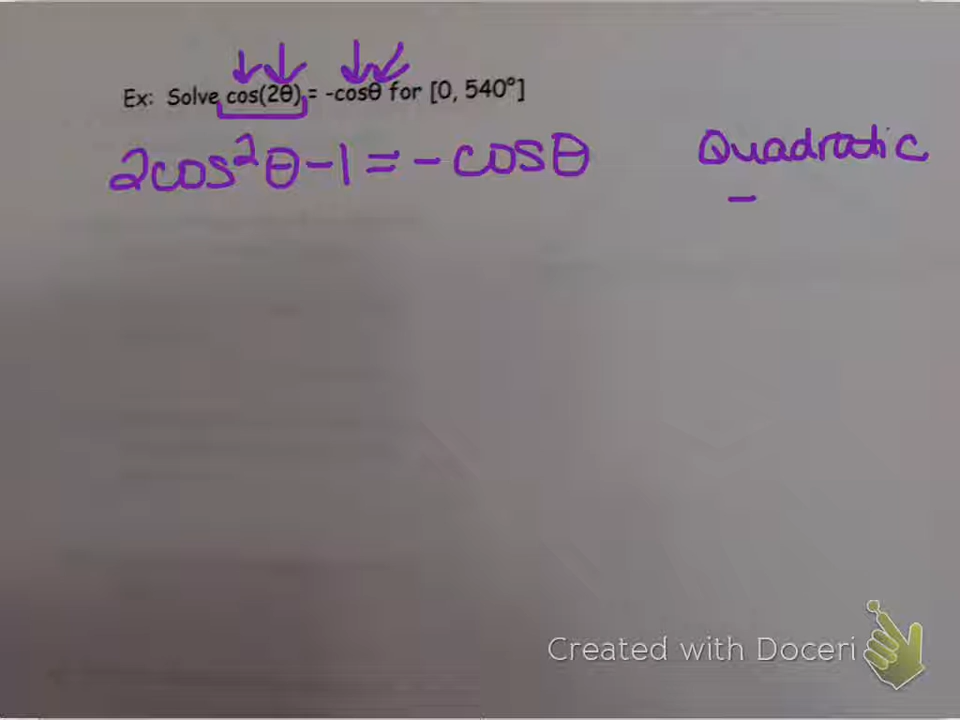 Ex: Solve cos(2θ) = -cosθ for [0, 540°]
2cos²θ-1 = -cosθ
Quadratic
Created with Doceri